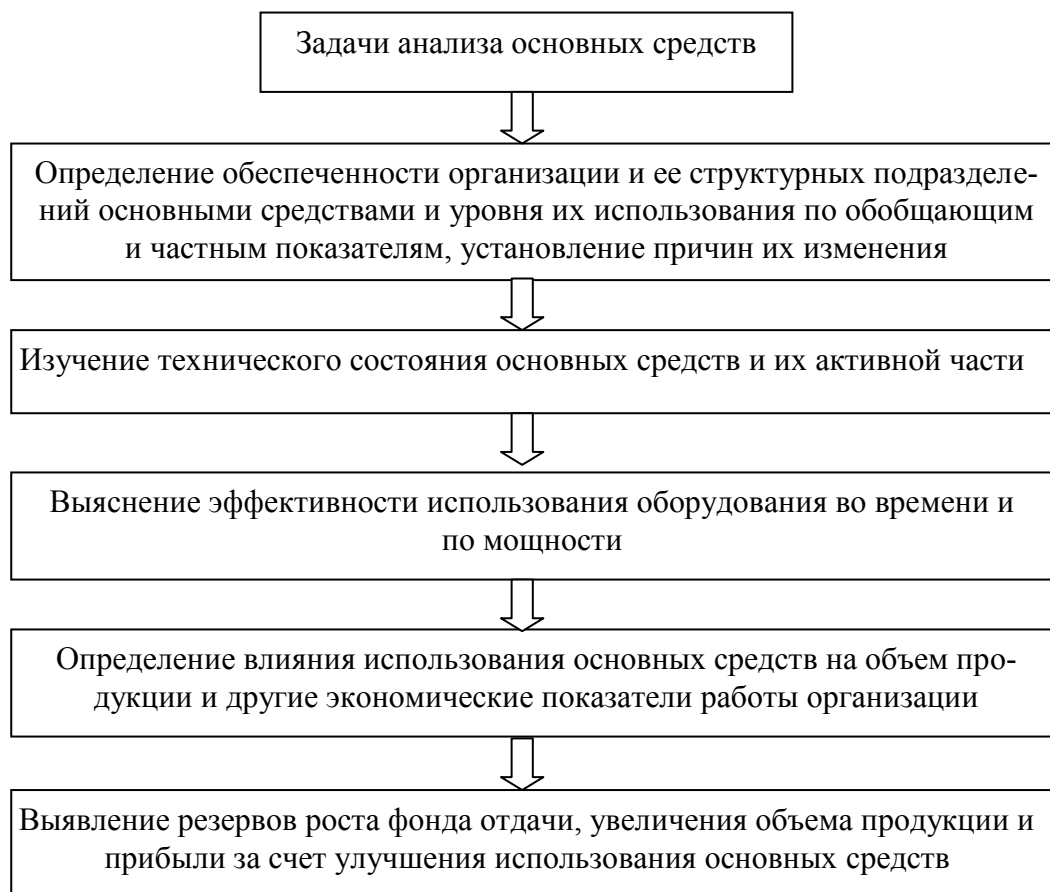 Задачи анализа основных средств
Определение обеспеченности организации и ее структурных подразделе-
ний основными средствами и уровня их использования по обобщающим
и частным показателям, установление причин их изменения
Изучение технического состояния основных средств и их активной части
Выяснение эффективности использования оборудования во времени и
по мощности
Определение влияния использования основных средств на объем про-
дукции и другие экономические показатели работы организации
Выявление резервов роста фонда отдачи, увеличения объема продукции и
прибыли за счет улучшения использования основных средств